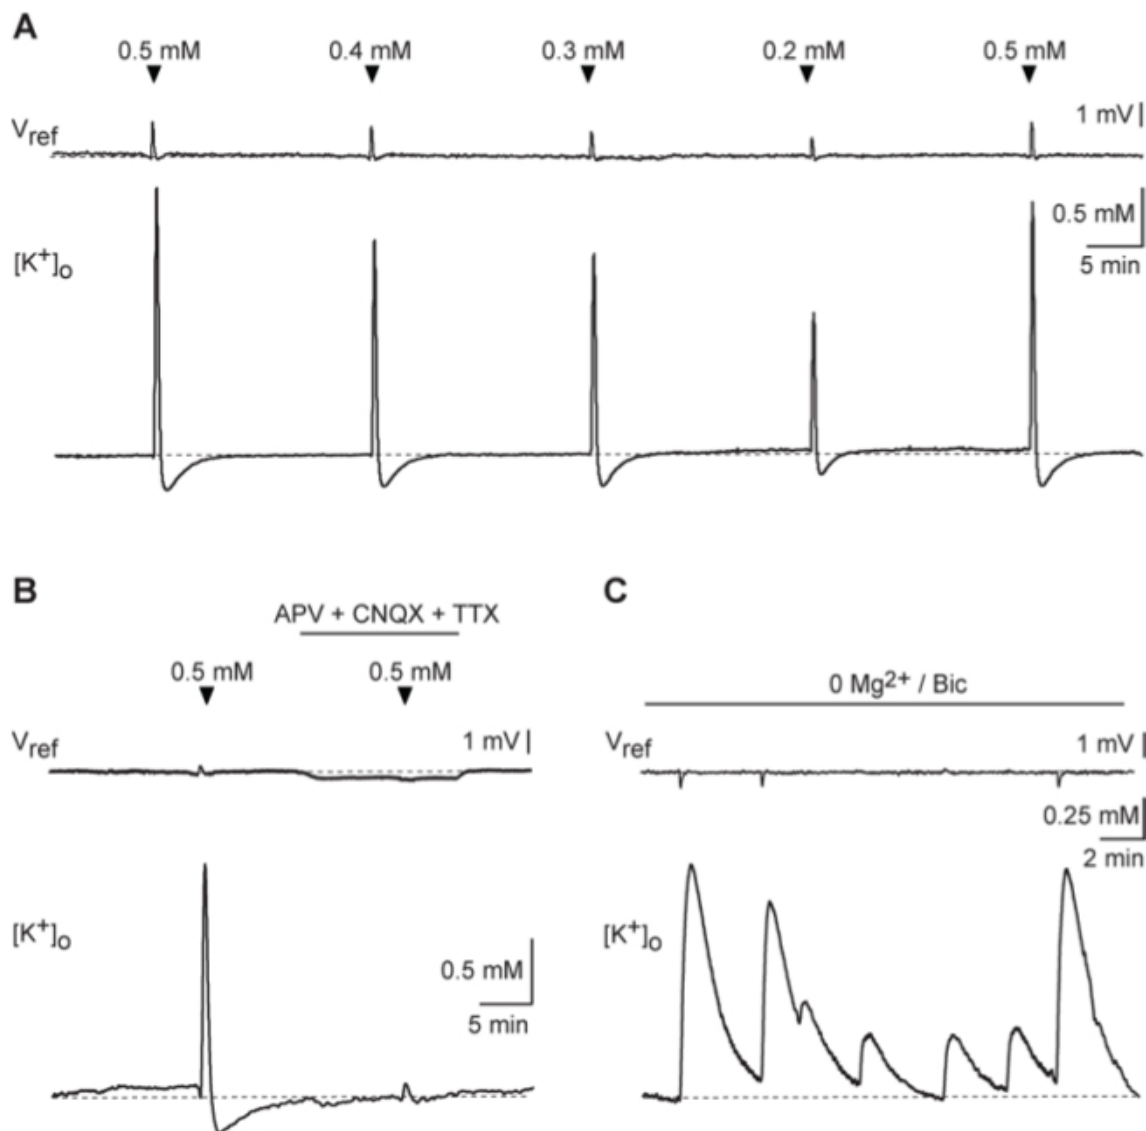 A
0.5 mM 0.4 mM 0.3 mM 0.2 mM 0.5 mM
Vref
1 mV
0.5 mM
5 min
[K+]o
B
APV + CNQX + TTX
0.5 mM 0.5 mM
Vref
1 mV
[K+]o
0.5 mM
5 min
C
0 Mg2+ / Bic
Vref
1 mV
0.25 mM
2 min
[K+]o